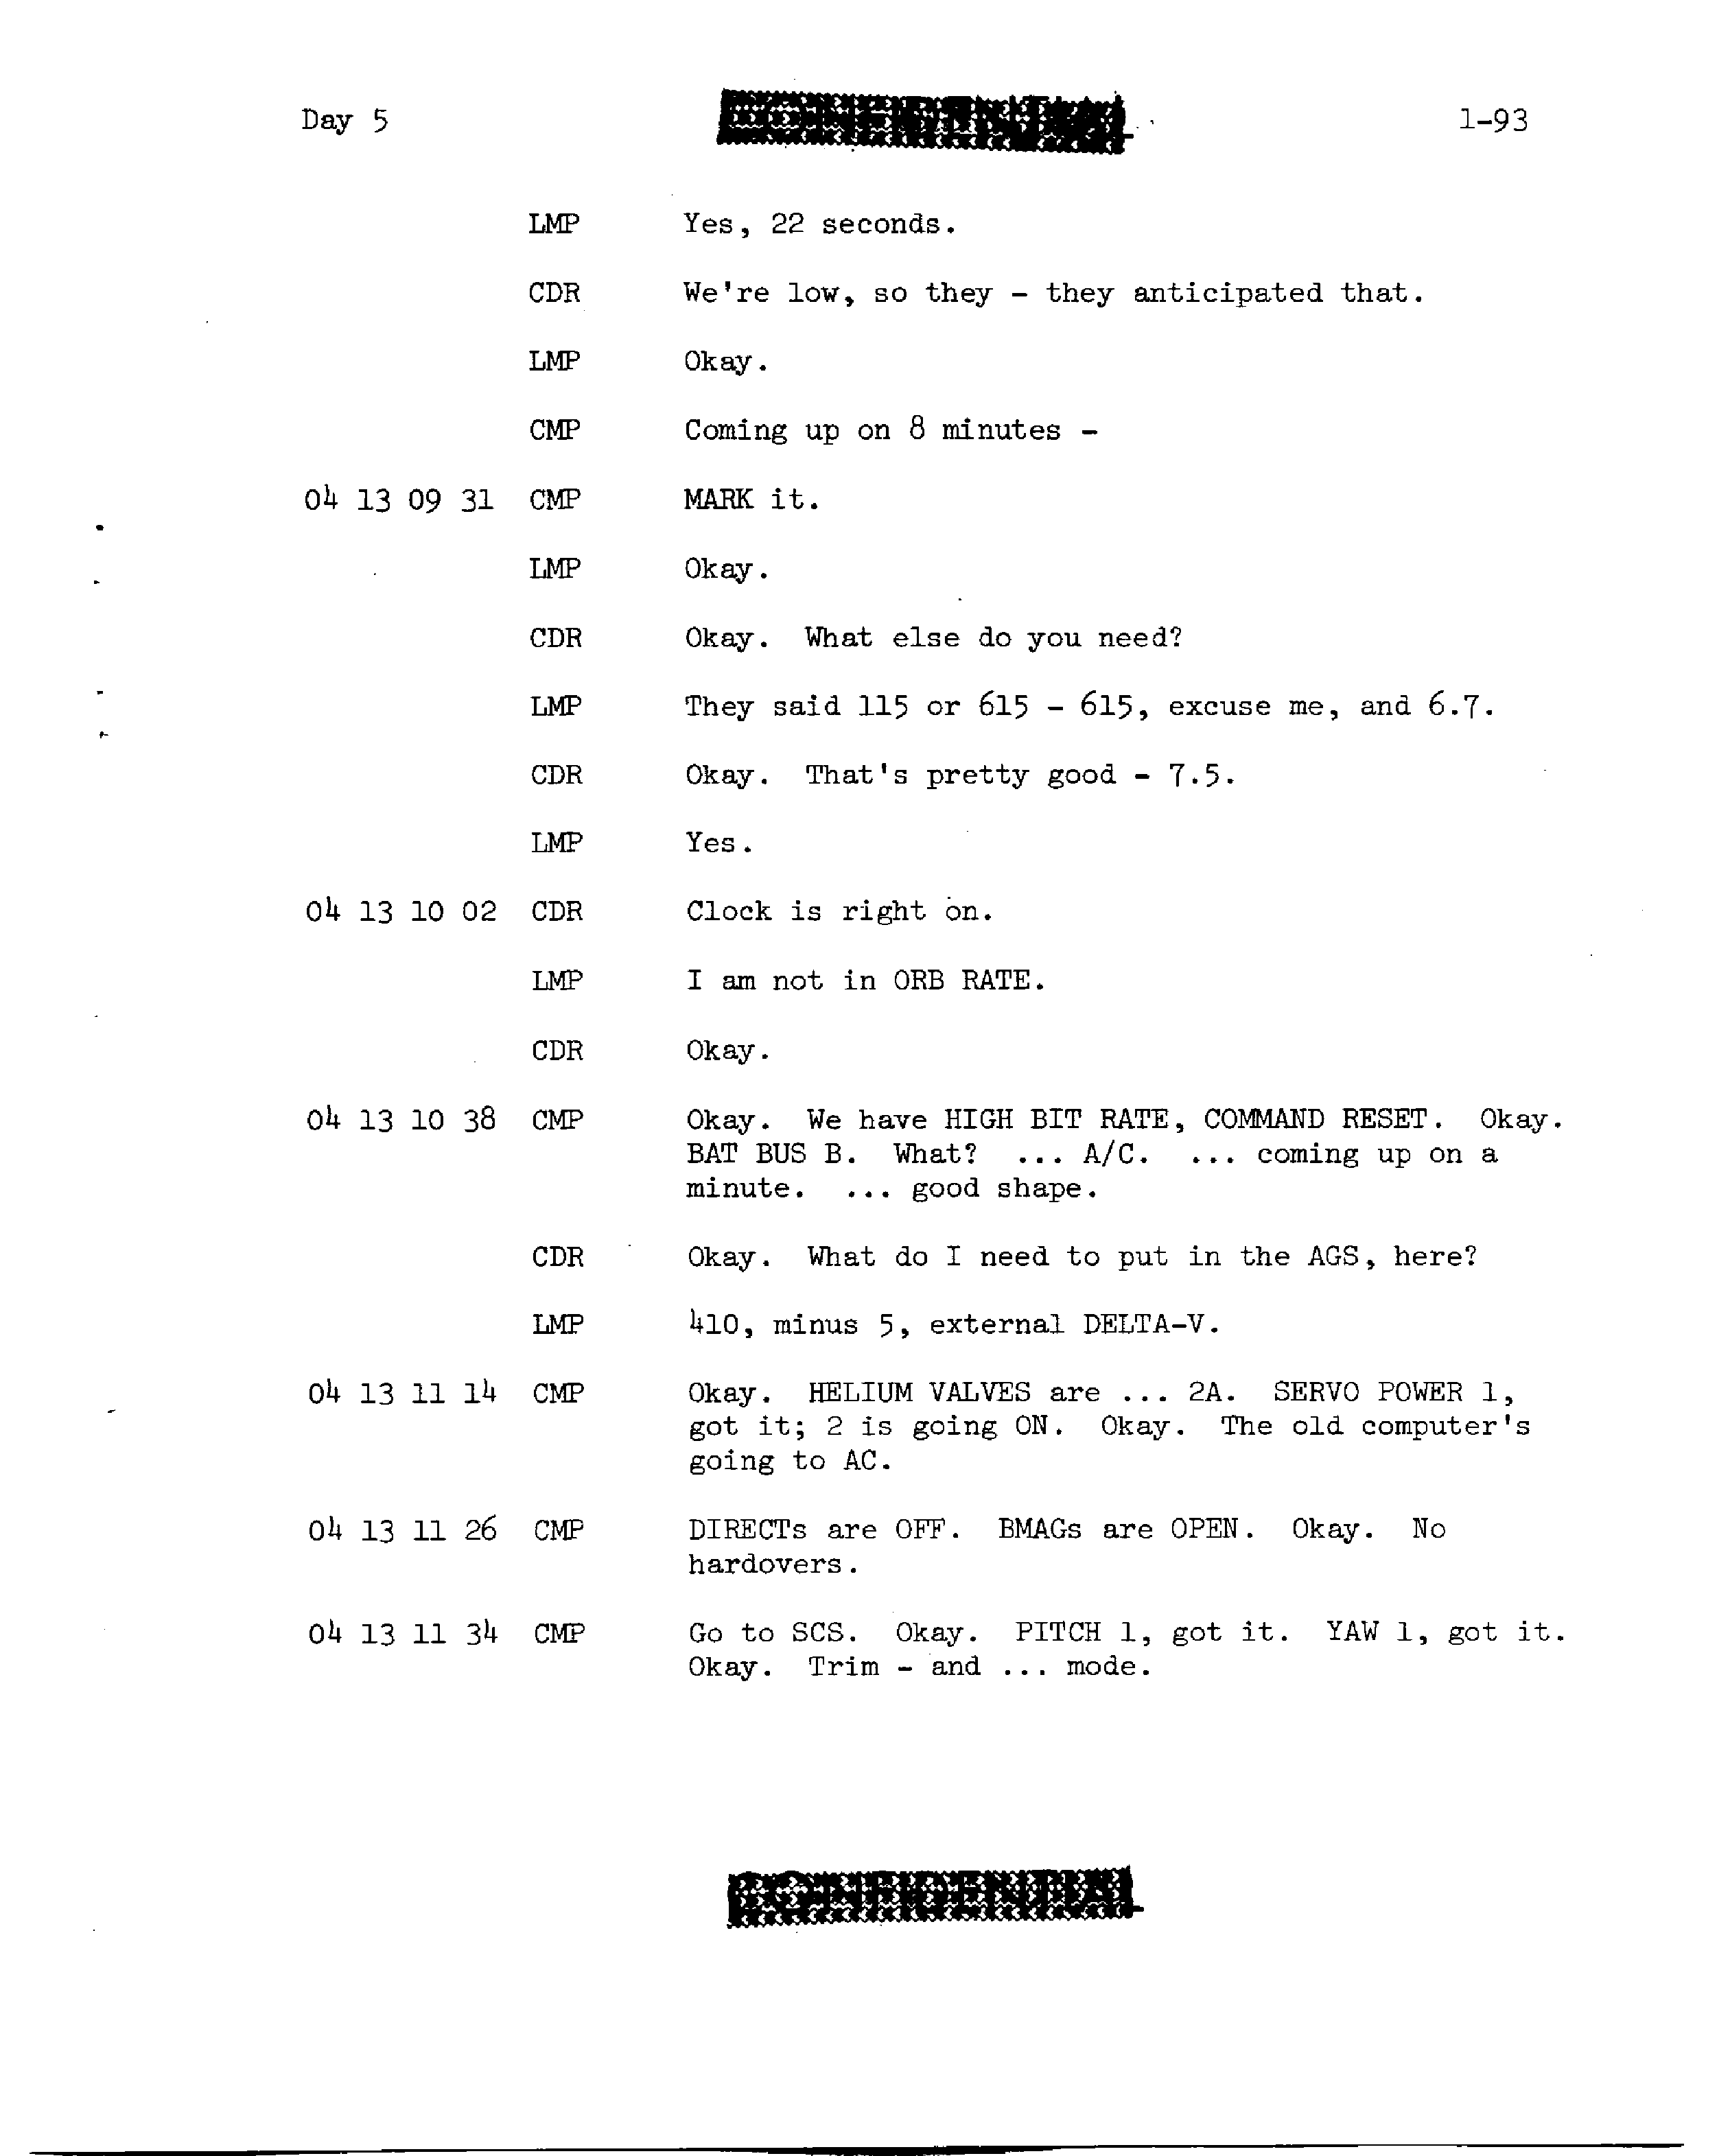 Day 5
CONFIDENTIAL
1-93
LMP Yes, 22 seconds.
CDR We're low, so they - they anticipated that.
LMP Okay.
CMP Coming up on 8 minutes -
04 13 09 31 CMP MARK it.
LMP Okay.
CDR Okay. What else do you need?
LMP They said 115 or 615 - 615, excuse me, and 6.7.
CDR Okay. That's pretty good - 7.5.
LMP Yes.
04 13 10 02 CDR Clock is right on.
LMP I am not in ORB RATE.
CDR Okay.
04 13 10 38 CMP Okay. We have HIGH BIT RATE, COMMAND RESET. Okay.
BAT BUS B. What? ... A/C. ... coming up on a
minute. ... good shape.
CDR Okay. What do I need to put in the AGS, here?
LMP 410, minus 5, external DELTA-V.
04 13 11 14 CMP Okay. HELIUM VALVES are ... 2A. SERVO POWER 1,
got it; 2 is going ON. Okay. The old computer's
going to AC.
04 13 11 26 CMP DIRECTs are OFF. BMAGs are OPEN. Okay. No
hardovers.
04 13 11 34 CMP Go to SCS. Okay. PITCH 1, got it. YAW 1, got it.
Okay. Trim - and ... mode.
CONFIDENTIAL